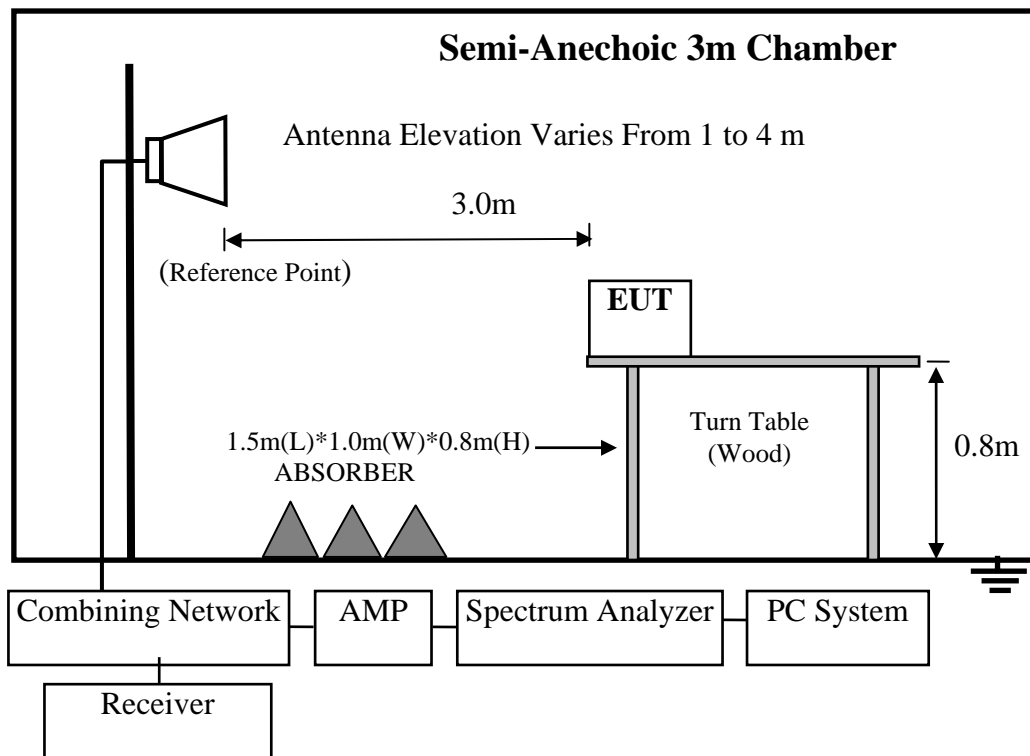 Semi-Anechoic 3m Chamber
Antenna Elevation Varies From 1 to 4 m
3.0m
(Reference Point)
EUT
1.5m(L)*1.0m(W)*0.8m(H)
ABSORBER
Turn Table
(Wood)
0.8m
Combining Network
AMP
Spectrum Analyzer
PC System
Receiver